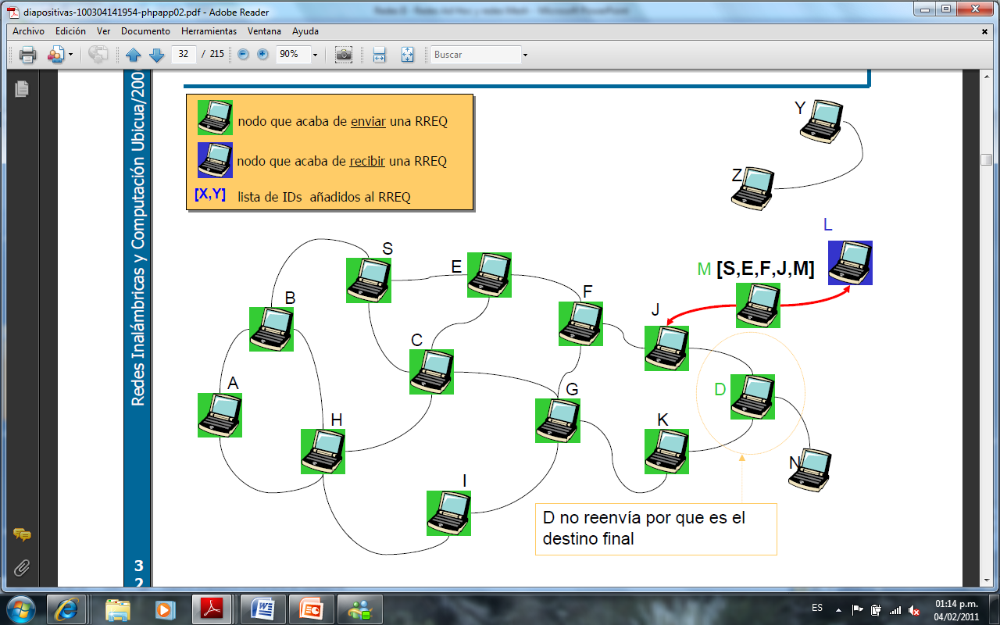 diapositivas-100304141954-phpapp02.pdf - Adobe Reader
Archivo Edición Ver Documento Herramientas Ventana Ayuda
32 / 215 90% Buscar
Redes Inalámbricas y Computación Ubicua/200
nodo que acaba de enviar una RREQ
nodo que acaba de recibir una RREQ
[X,Y] lista de IDs añadidos al RREQ
Y
Z
L
S
E
M [S,E,F,J,M]
B
F
J
C
A
G
D
H
K
N
I
D no reenvía por que es el
destino final
3
2
ES
01:14 p.m.
04/02/2011